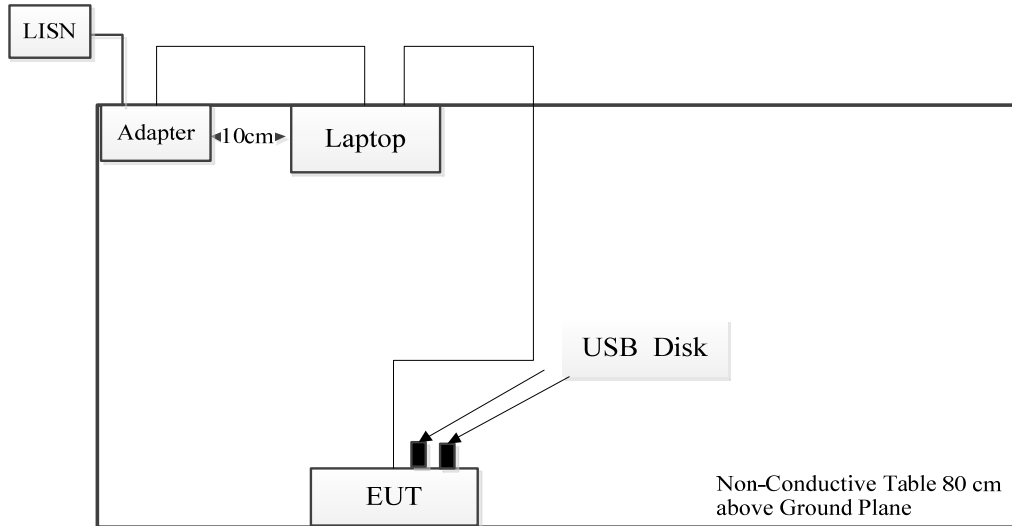 LISN
Adapter
10cm
Laptop
USB Disk
EUT
Non-Conductive Table 80 cm
above Ground Plane